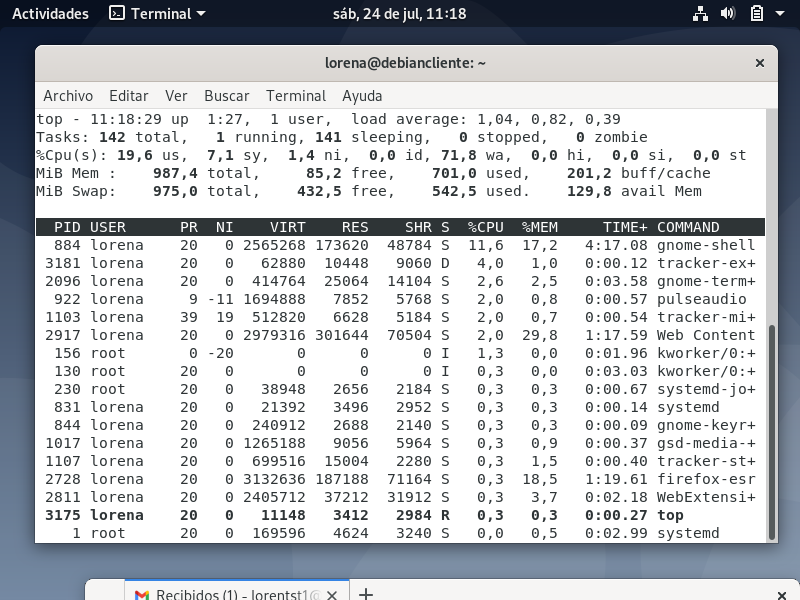 Actividades Terminal sáb, 24 de jul, 11:18
lorena@debiancliente: ~
Archivo Editar Ver Buscar Terminal Ayuda
top - 11:18:29 up  1:27,  1 user,  load average: 1,04, 0,82, 0,39
Tasks: 142 total,   1 running, 141 sleeping,   0 stopped,   0 zombie
%Cpu(s): 19,6 us,  7,1 sy,  1,4 ni,  0,0 id, 71,8 wa,  0,0 hi,  0,0 si,  0,0 st
MiB Mem :    987,4 total,     85,2 free,    701,0 used,    201,2 buff/cache
MiB Swap:    975,0 total,    432,5 free,    542,5 used.    129,8 avail Mem
PID USER PR NI VIRT RES SHR S %CPU %MEM TIME+ COMMAND
884 lorena 20 0 2565268 173620 48784 S 11,6 17,2 4:17.08 gnome-shell
3181 lorena 20 0 62880 10448 9060 D 4,0 1,0 0:00.12 tracker-ex+
2096 lorena 20 0 414764 25064 14104 S 2,6 2,5 0:03.58 gnome-term+
922 lorena 9 -11 1694888 7852 5768 S 2,0 0,8 0:00.57 pulseaudio
1103 lorena 39 19 512820 6628 5184 S 2,0 0,7 0:00.54 tracker-mi+
2917 lorena 20 0 2979316 301644 70504 S 2,0 29,8 1:17.59 Web Content
156 root 0 -20 0 0 0 I 1,3 0,0 0:01.96 kworker/0:+
130 root 20 0 0 0 0 I 0,3 0,0 0:03.03 kworker/0:+
230 root 20 0 38948 2656 2184 S 0,3 0,3 0:00.67 systemd-jo+
831 lorena 20 0 21392 3496 2952 S 0,3 0,3 0:00.14 systemd
844 lorena 20 0 240912 2688 2140 S 0,3 0,3 0:00.09 gnome-keyr+
1017 lorena 20 0 1265188 9056 5964 S 0,3 0,9 0:00.37 gsd-media-+
1107 lorena 20 0 699516 15004 2280 S 0,3 1,5 0:00.40 tracker-st+
2728 lorena 20 0 3132636 187188 71164 S 0,3 18,5 1:19.61 firefox-esr
2811 lorena 20 0 2405712 37212 31912 S 0,3 3,7 0:02.18 WebExtensi+
3175 lorena 20 0 11148 3412 2984 R 0,3 0,3 0:00.27 top
1 root 20 0 169596 4624 3240 S 0,0 0,5 0:02.99 systemd
Recibidos (1) - lorentst1@